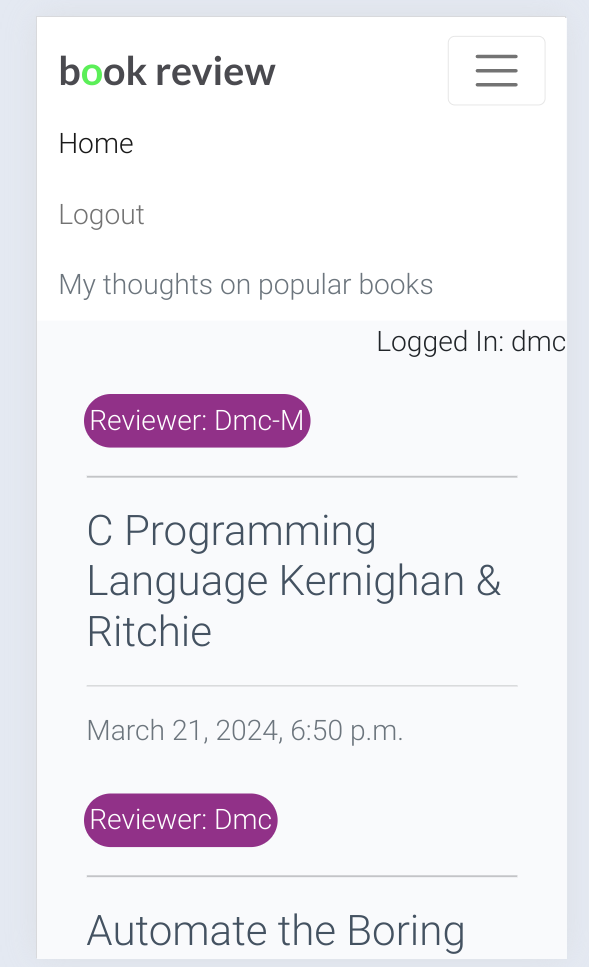 book review
Home
Logout
My thoughts on popular books
Logged In: dmc
Reviewer: Dmc-M
C Programming
Language Kernighan &
Ritchie
March 21, 2024, 6:50 p.m.
Reviewer: Dmc
Automate the Boring